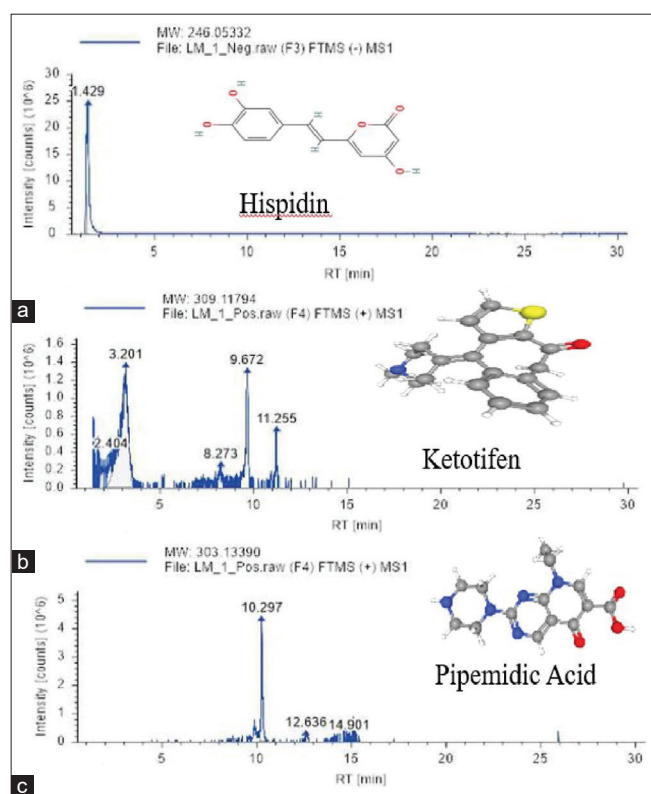 MW: 246.05332
File: LM_1_Neg.raw (F3) FTMS (-) MS1
Intensity [counts] (10^6)
30
25
20
15
10
5
0
1.429
H
O
H
O
H
H
O
O
O
H
Hispidin
5 10 15 20 25 30
RT [min]
a
MW: 309.11794
File: LM_1_Pos.raw (F4) FTMS (+) MS1
Intensity [counts] (10^6)
1.6
1.4
1.2
1.0
0.8
0.6
0.4
0.2
0.0
3.201
2.404
8.273
9.672
11.255
Ketotifen
5 10 15 20 25 30
RT [min]
b
MW: 303.13390
File: LM_1_Pos.raw (F4) FTMS (+) MS1
Intensity [counts] (10^6)
5
4
3
2
1
0
10.297
12.636 14.901
Pipemidic Acid
5 10 15 20 25 30
RT [min]
c